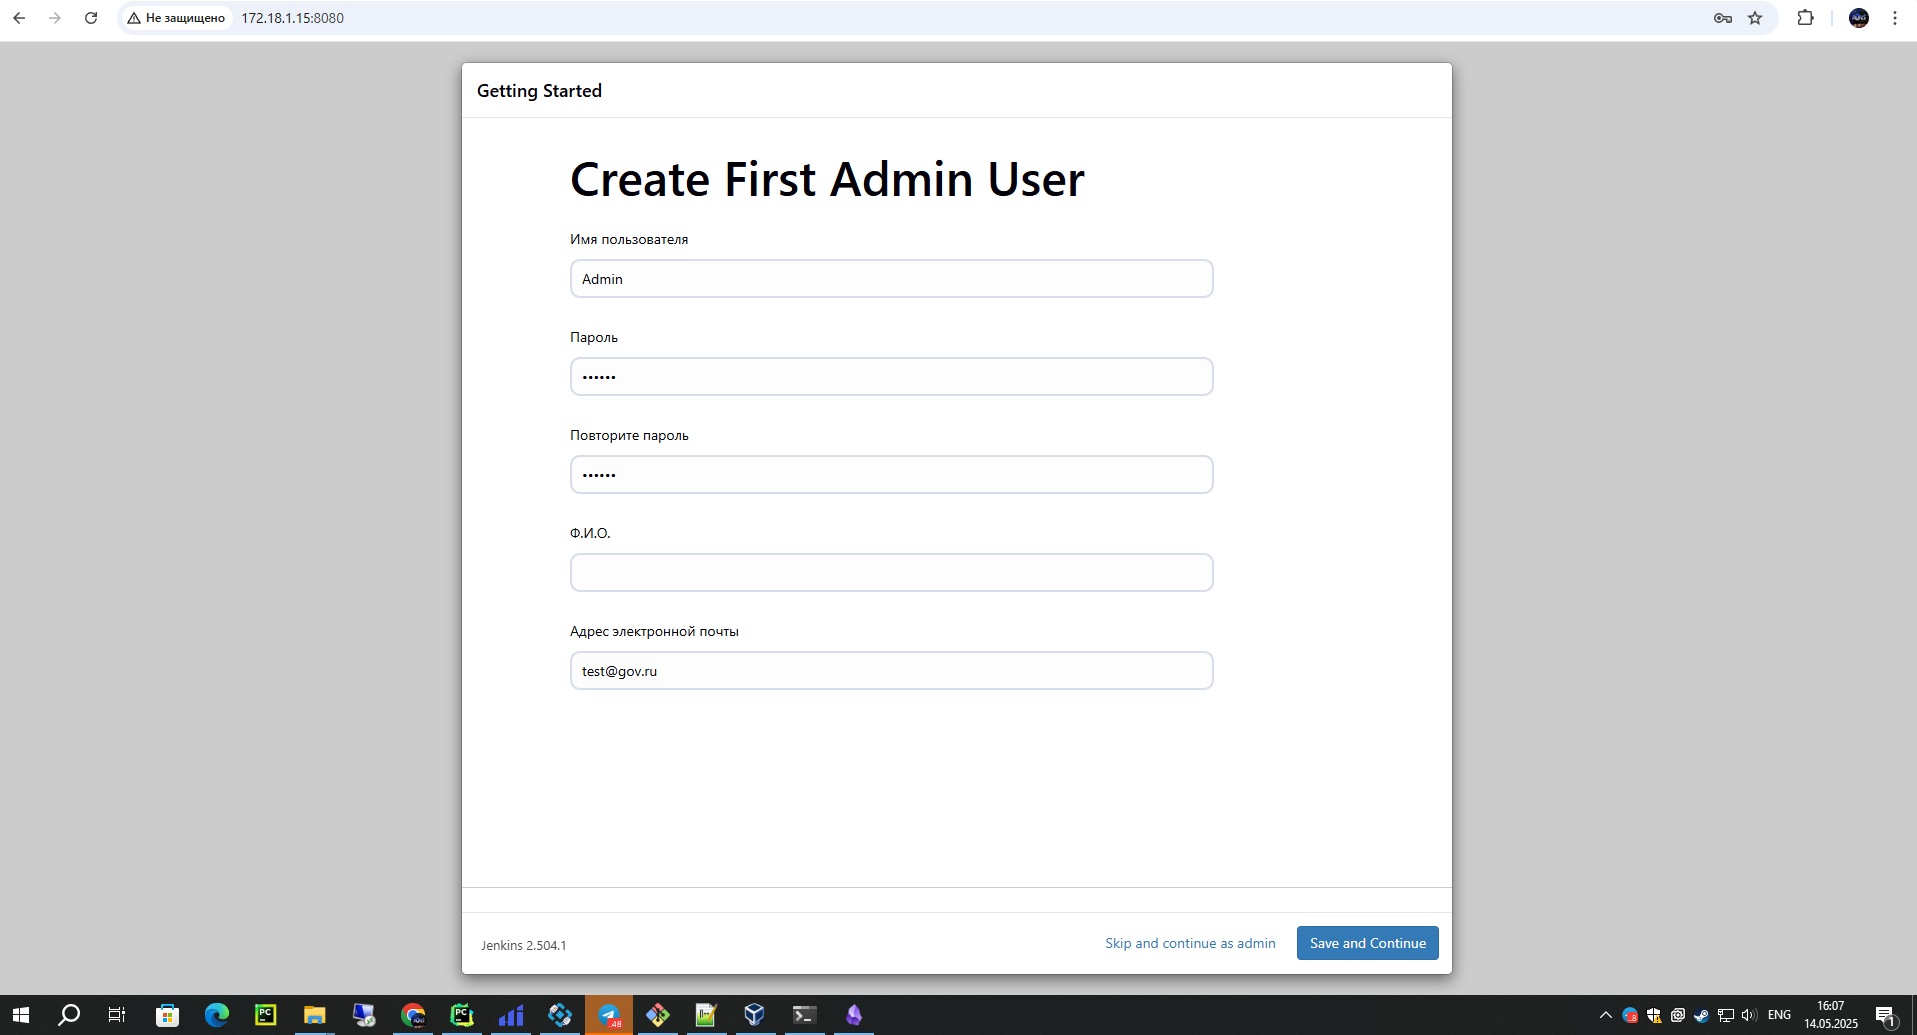 Не защищено 172.18.1.15:8080
Getting Started
Create First Admin User
Имя пользователя
Admin
Пароль
••••••
Повторите пароль
••••••
Ф.И.О.
Адрес электронной почты
test@gov.ru
Jenkins 2.504.1
Skip and continue as admin
Save and Continue
ENG
16:07
14.05.2025